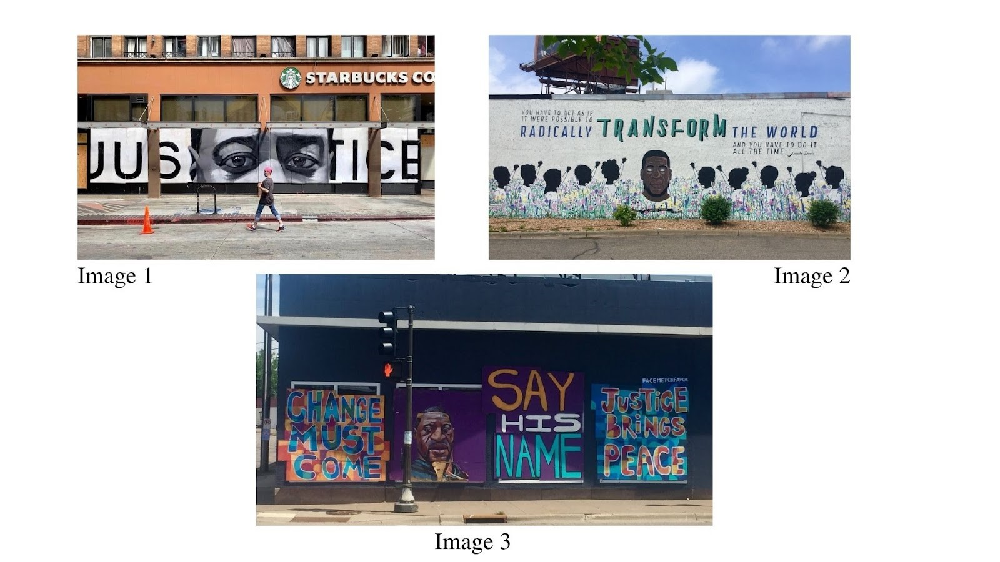 STARBUCKS CO
JUSTICE
Image 1
YOU HAVE TO ACT AS IF
IT WERE POSSIBLE TO
RADICALLY TRANSFORM THE WORLD
AND YOU HAVE TO DO IT
ALL THE TIME. Angela Davis
Image 2
CHANGE
MUST
COME
SAY
HIS
NAME
FACEMEPORFAVOR
JUSTiCE
BRiNGS
PEACE
Image 3